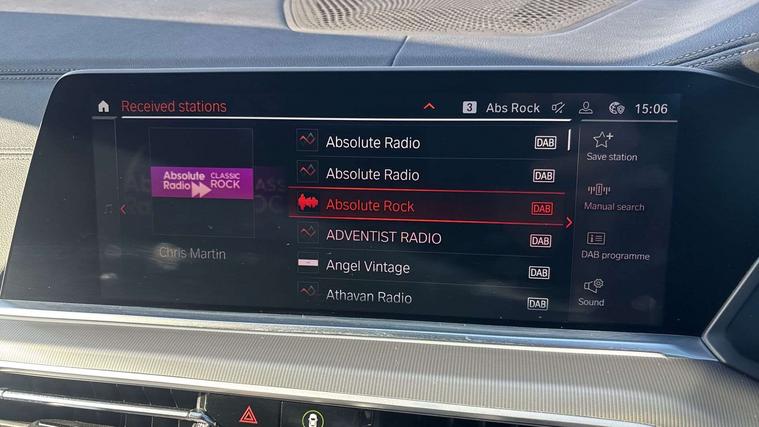 Received stations
3 Abs Rock 15:06
Absolute Radio CLASSIC ROCK
Chris Martin
Absolute Radio DAB
Absolute Radio DAB
Absolute Rock DAB
ADVENTIST RADIO DAB
Angel Vintage DAB
Athavan Radio DAB
Save station
Manual search
DAB programme
Sound